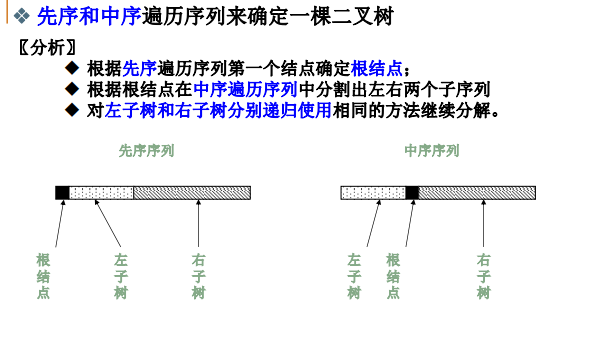 ❖ 先序和中序遍历序列来确定一棵二叉树
〖分析〗
◆ 根据先序遍历序列第一个结点确定根结点；
◆ 根据根结点在中序遍历序列中分割出左右两个子序列
◆ 对左子树和右子树分别递归使用相同的方法继续分解。
先序序列
中序序列
根结点
左子树
右子树
左子树
根结点
右子树